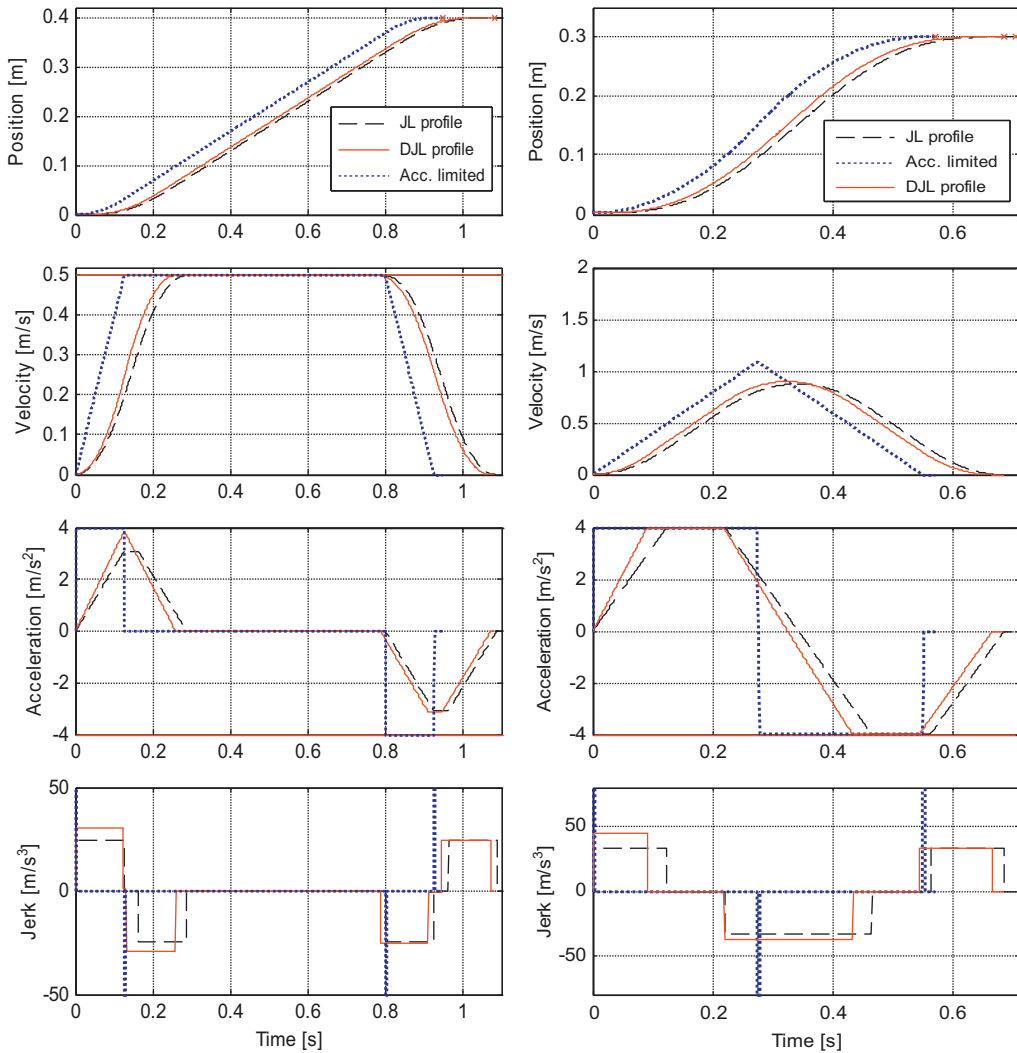 0.4
0.3
0.2
0.1
0
Position [m]
JL profile
DJL profile
Acc. limited
0 0.2 0.4 0.6 0.8 1
0.3
0.2
0.1
0
Position [m]
JL profile
Acc. limited
DJL profile
0 0.2 0.4 0.6
0.5
0.4
0.3
0.2
0.1
0
Velocity [m/s]
0 0.2 0.4 0.6 0.8 1
2
1.5
1
0.5
0
Velocity [m/s]
0 0.2 0.4 0.6
4
2
0
-2
-4
Acceleration [m/s²]
0 0.2 0.4 0.6 0.8 1
4
2
0
-2
-4
Acceleration [m/s²]
0 0.2 0.4 0.6
50
0
-50
Jerk [m/s³]
0 0.2 0.4 0.6 0.8 1
Time [s]
50
0
-50
Jerk [m/s³]
0 0.2 0.4 0.6
Time [s]